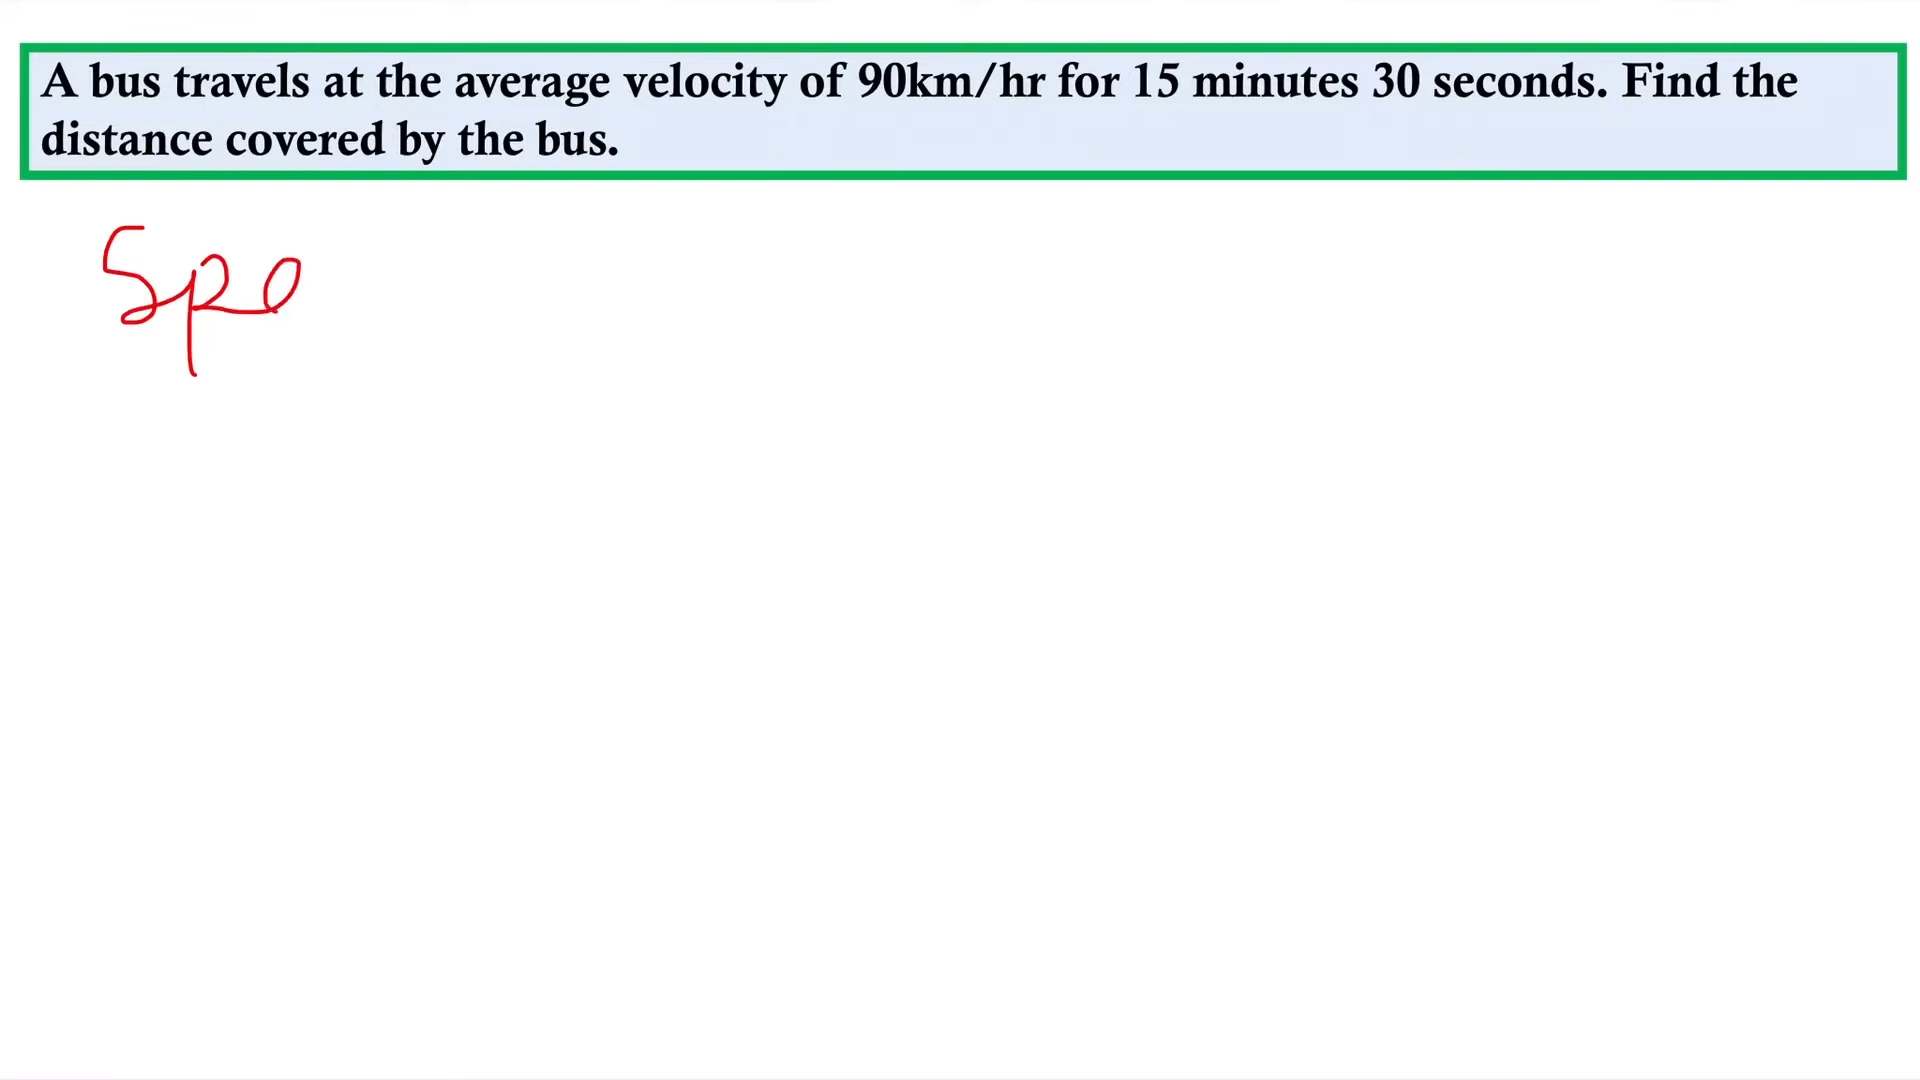 A bus travels at the average velocity of 90km/hr for 15 minutes 30 seconds. Find the
distance covered by the bus.
Spe